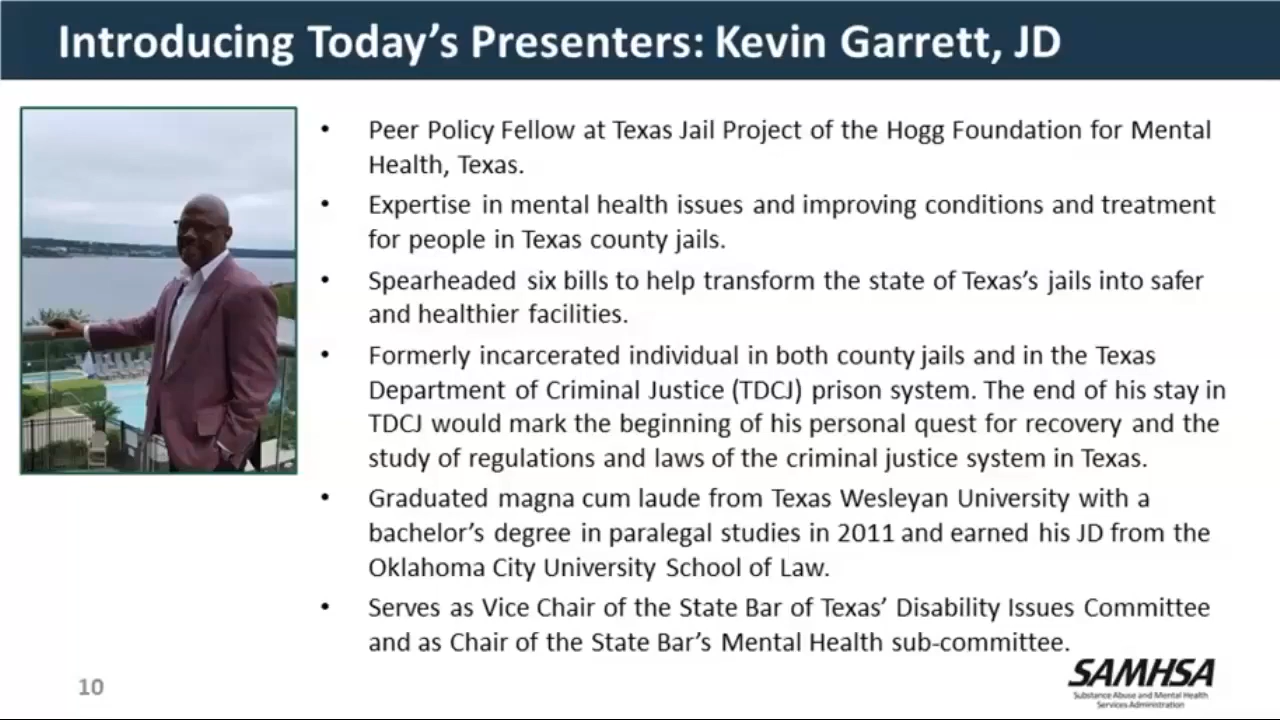 Introducing Today's Presenters: Kevin Garrett, JD
• Peer Policy Fellow at Texas Jail Project of the Hogg Foundation for Mental
Health, Texas.
• Expertise in mental health issues and improving conditions and treatment
for people in Texas county jails.
• Spearheaded six bills to help transform the state of Texas's jails into safer
and healthier facilities.
• Formerly incarcerated individual in both county jails and in the Texas
Department of Criminal Justice (TDCJ) prison system. The end of his stay in
TDCJ would mark the beginning of his personal quest for recovery and the
study of regulations and laws of the criminal justice system in Texas.
• Graduated magna cum laude from Texas Wesleyan University with a
bachelor's degree in paralegal studies in 2011 and earned his JD from the
Oklahoma City University School of Law.
• Serves as Vice Chair of the State Bar of Texas' Disability Issues Committee
and as Chair of the State Bar's Mental Health sub-committee.
10
SAMHSA
Substance Abuse and Mental Health
Services Administration